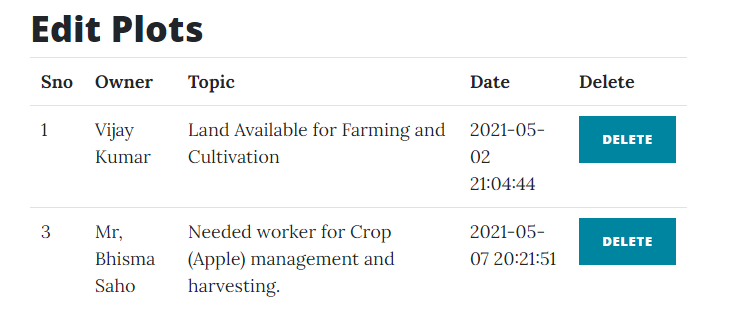 Edit Plots
Sno Owner Topic Date Delete
1 Vijay Kumar Land Available for Farming and Cultivation 2021-05-02 21:04:44 DELETE
3 Mr, Bhisma Saho Needed worker for Crop (Apple) management and harvesting. 2021-05-07 20:21:51 DELETE